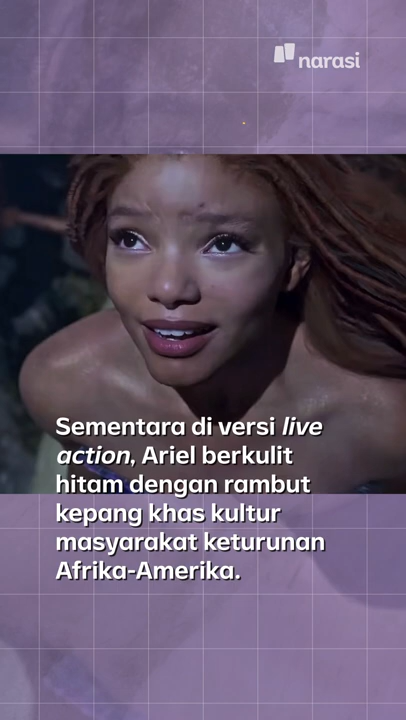 narasi
Sementara di versi live
action, Ariel berkulit
hitam dengan rambut
kepang khas kultur
masyarakat keturunan
Afrika-Amerika.